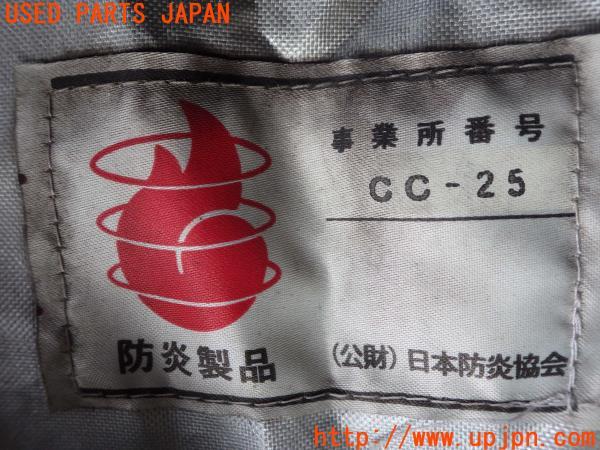 USED PARTS JAPAN
事業所番号
CC-25
防炎製品
(公財)日本防炎協会
http://www.upjpn.com/